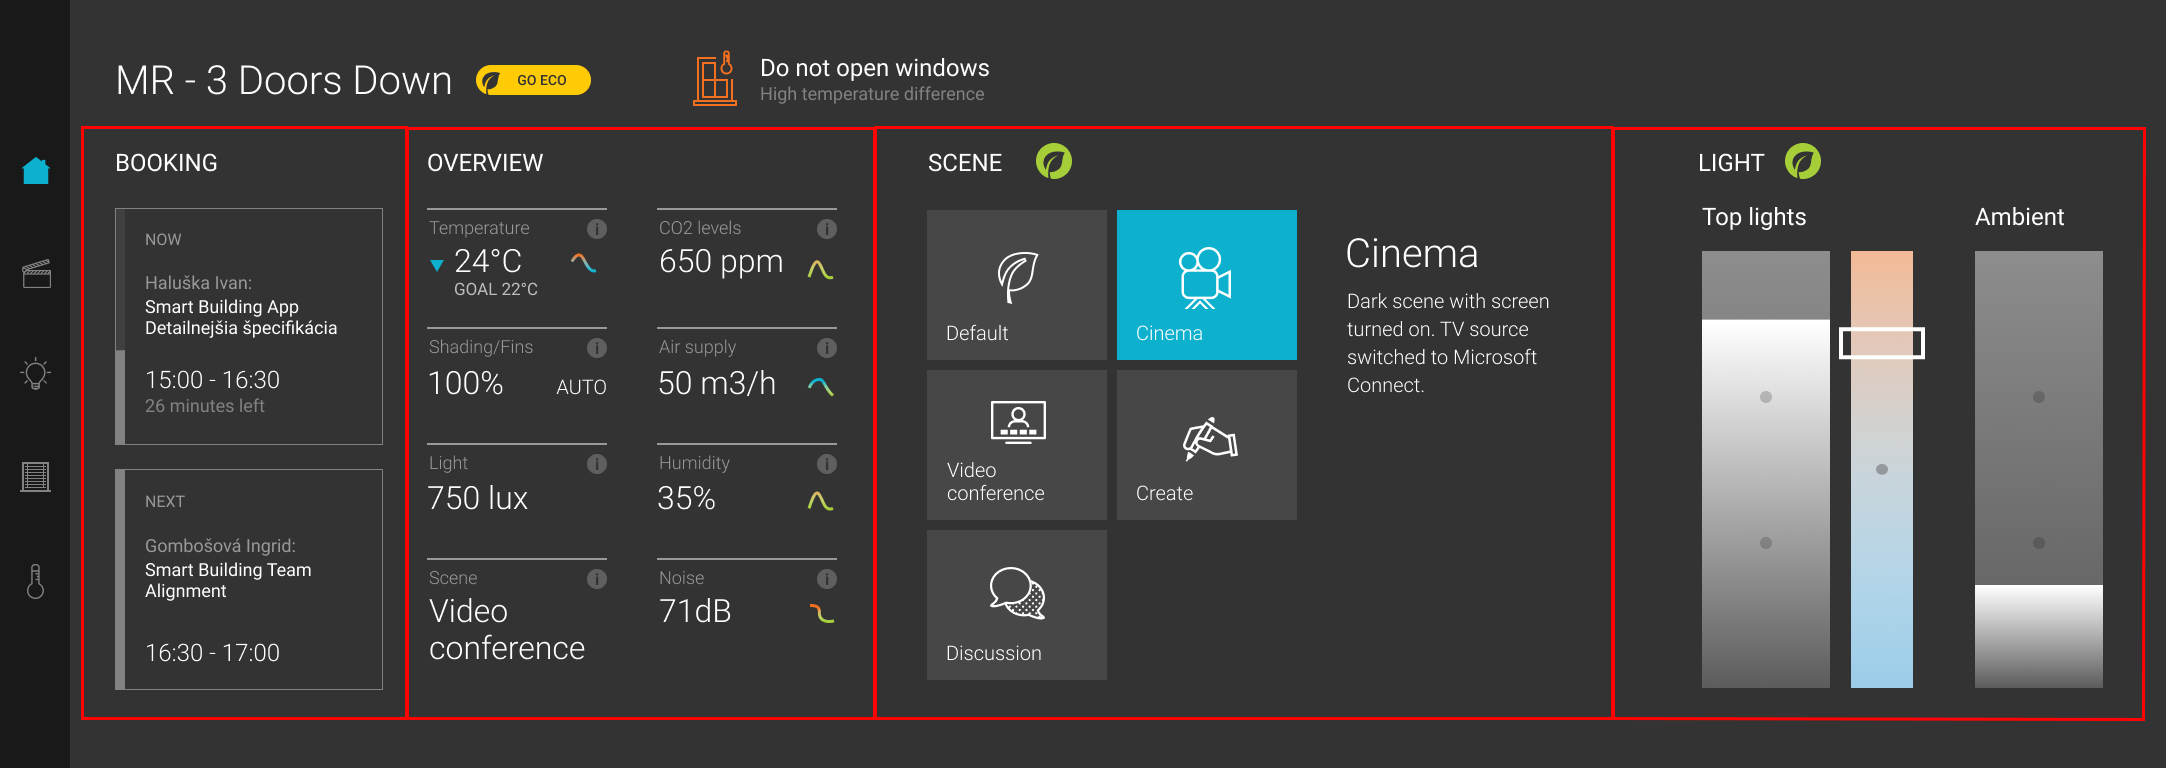 MR - 3 Doors Down
GO ECO
Do not open windows
High temperature difference
BOOKING
NOW
Haluška Ivan:
Smart Building App
Detailnejšia špecifikácia
15:00 - 16:30
26 minutes left
NEXT
Gombošová Ingrid:
Smart Building Team
Alignment
16:30 - 17:00
OVERVIEW
Temperature
24°C
GOAL 22°C
CO2 levels
650 ppm
Shading/Fins
100% AUTO
Air supply
50 m3/h
Light
750 lux
Humidity
35%
Scene
Video
conference
Noise
71dB
SCENE
Default
Cinema
Video
conference
Create
Discussion
Cinema
Dark scene with screen
turned on. TV source
switched to Microsoft
Connect.
LIGHT
Top lights
Ambient